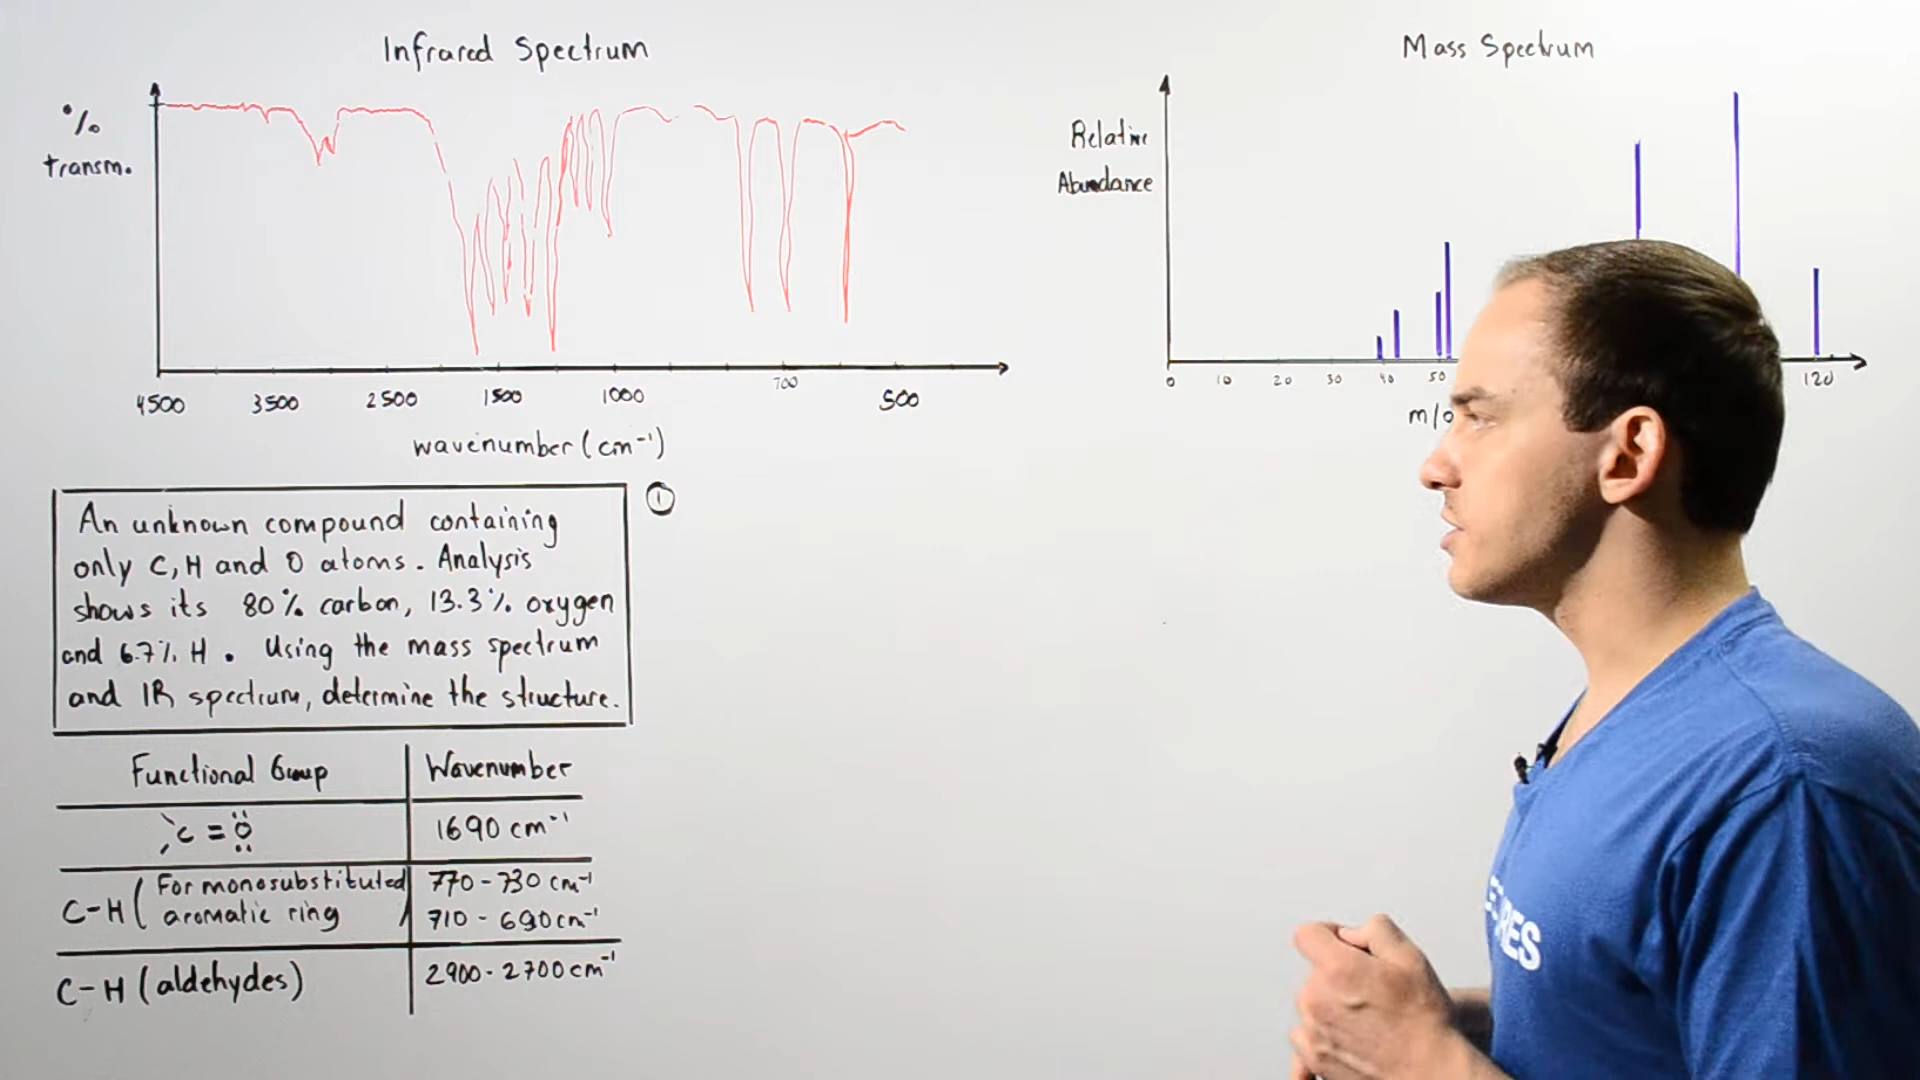 Infrared Spectrum
%
transm.
4500 3500 2500 1500 1000 700 500
wavenumber (cm⁻¹)
Mass Spectrum
Relative
Abundance
0 10 20 30 40 50 120
m/
An unknown compound containing
only C, H and O atoms. Analysis
shows its 80% carbon, 13.3% oxygen
and 6.7% H. Using the mass spectrum
and IR spectrum, determine the structure.
①
Functional Group Wavenumber
C=O 1690 cm⁻¹
C-H (For monosubstituted aromatic ring) 770-730 cm⁻¹
710-690 cm⁻¹
C-H (aldehydes) 2900-2700 cm⁻¹